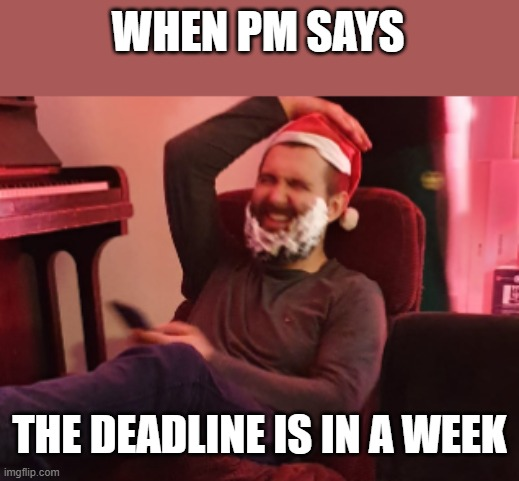 WHEN PM SAYS
THE DEADLINE IS IN A WEEK
imgflip.com